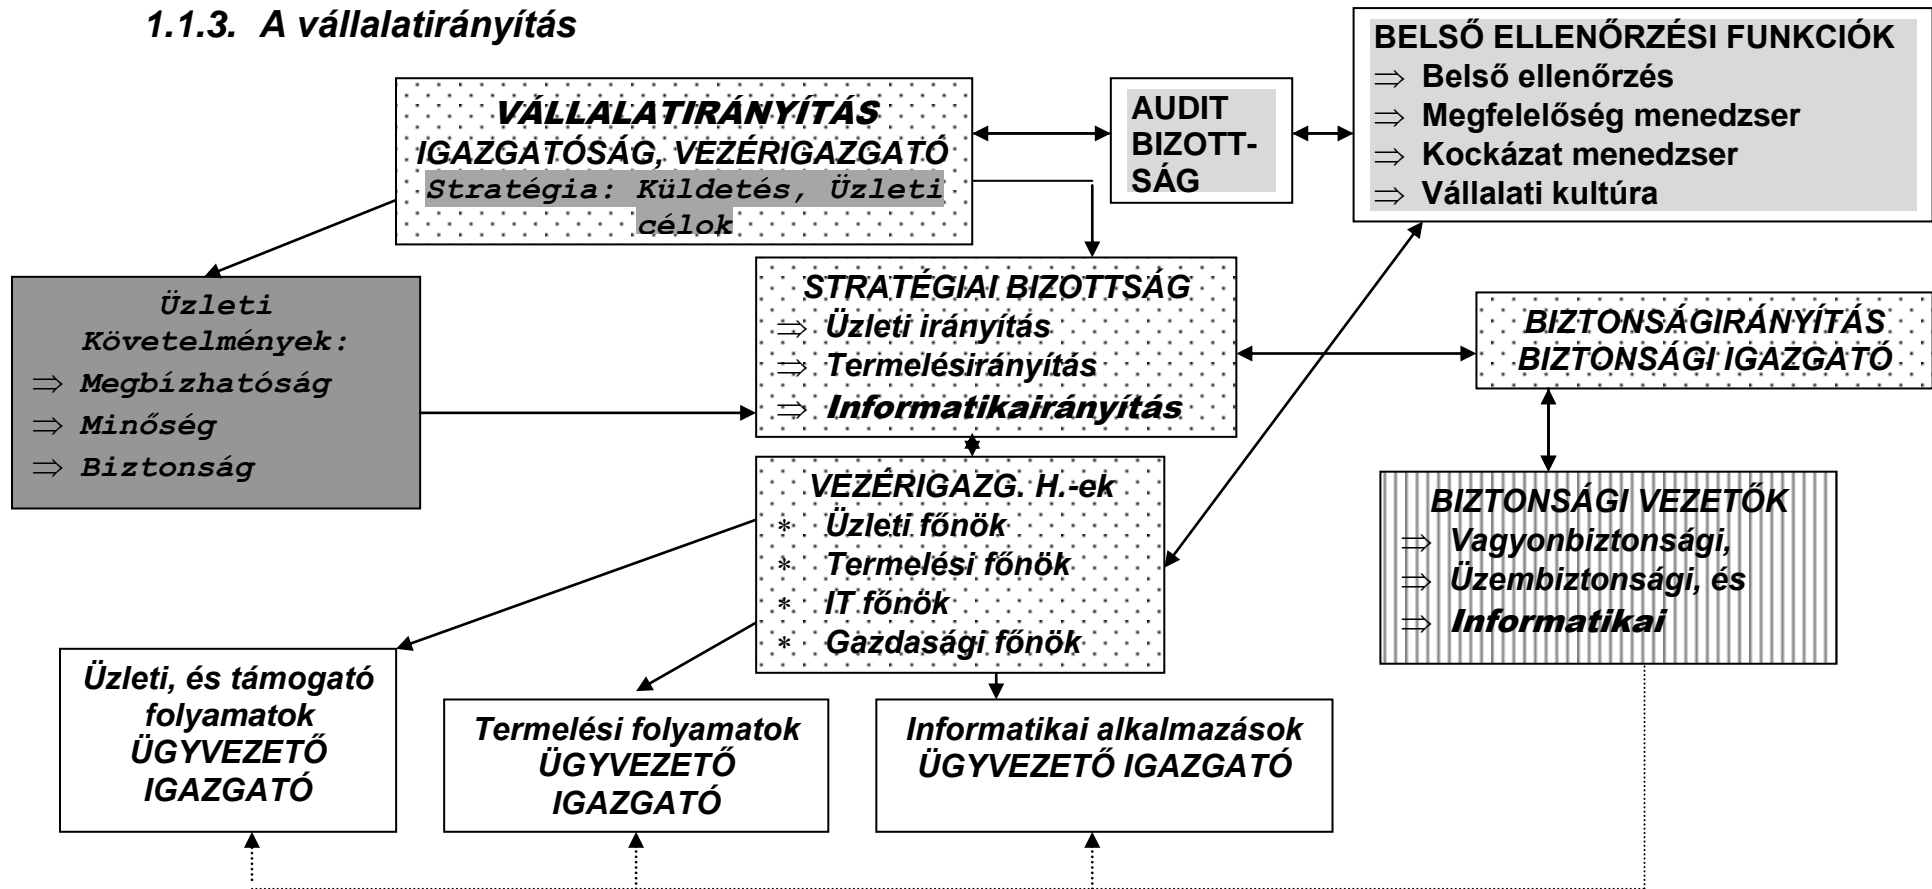 1.1.3. A vállalatirányítás
VÁLLALATIRÁNYÍTÁS
IGAZGATÓSÁG, VEZÉRIGAZGATÓ
Stratégia: Küldetés, Üzleti
célok
AUDIT
BIZOTT-
SÁG
BELSŐ ELLENŐRZÉSI FUNKCIÓK
⇒ Belső ellenőrzés
⇒ Megfelelőség menedzser
⇒ Kockázat menedzser
⇒ Vállalati kultúra
Üzleti
Követelmények:
⇒ Megbízhatóság
⇒ Minőség
⇒ Biztonság
STRATÉGIAI BIZOTTSÁG
⇒ Üzleti irányítás
⇒ Termelésirányítás
⇒ Informatikairányítás
BIZTONSÁGIRÁNYÍTÁS
BIZTONSÁGI IGAZGATÓ
VEZÉRIGAZG. H.-ek
* Üzleti főnök
* Termelési főnök
* IT főnök
* Gazdasági főnök
BIZTONSÁGI VEZETŐK
⇒ Vagyonbiztonsági,
⇒ Üzembiztonsági, és
⇒ Informatikai
Üzleti, és támogató
folyamatok
ÜGYVEZETŐ
IGAZGATÓ
Termelési folyamatok
ÜGYVEZETŐ
IGAZGATÓ
Informatikai alkalmazások
ÜGYVEZETŐ IGAZGATÓ